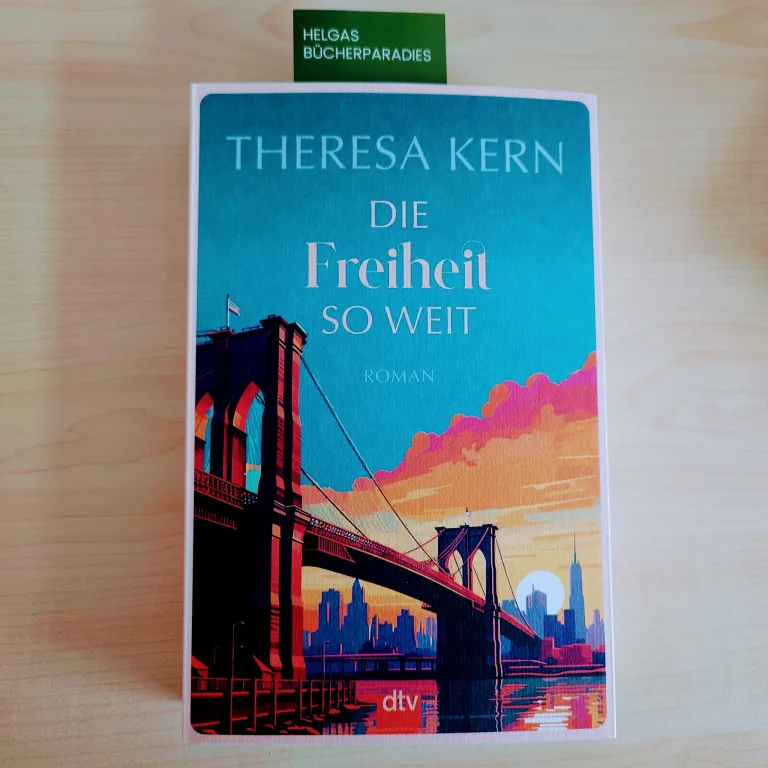 HELGAS
BÜCHERPARADIES
THERESA KERN
DIE
Freiheit
SO WEIT
ROMAN
dtv